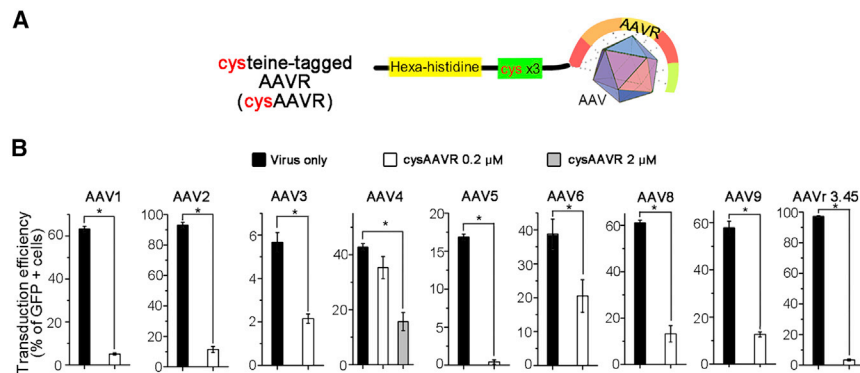 A
cysteine-tagged
AAVR
(cysAAVR)
Hexa-histidine
cys x3
AAVR
AAV
B
Virus only
cysAAVR 0.2 μM
cysAAVR 2 μM
Transduction efficiency
(% of GFP + cells)
AAV1
*
60
40
20
0
AAV2
*
100
80
60
40
20
0
AAV3
*
6
4
2
0
AAV4
*
40
20
0
AAV5
*
20
15
10
5
0
AAV6
*
40
30
20
10
0
AAV8
*
60
40
20
0
AAV9
*
60
40
20
0
AAVr 3.45
*
100
80
60
40
20
0